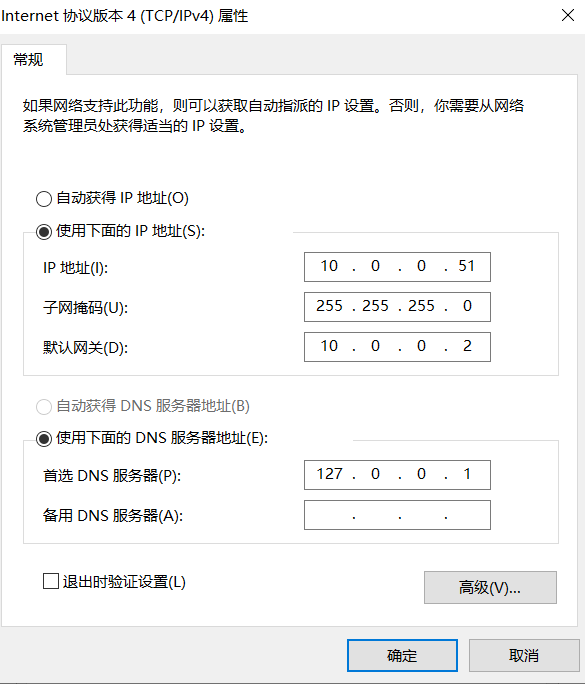 Internet 协议版本 4 (TCP/IPv4) 属性
常规
如果网络支持此功能，则可以获取自动指派的 IP 设置。否则，你需要从网络
系统管理员处获得适当的 IP 设置。
自动获得 IP 地址(O)
使用下面的 IP 地址(S):
IP 地址(I): 10 . 0 . 0 . 51
子网掩码(U): 255 . 255 . 255 . 0
默认网关(D): 10 . 0 . 0 . 2
自动获得 DNS 服务器地址(B)
使用下面的 DNS 服务器地址(E):
首选 DNS 服务器(P): 127 . 0 . 0 . 1
备用 DNS 服务器(A): . . .
退出时验证设置(L)
高级(V)...
确定 取消